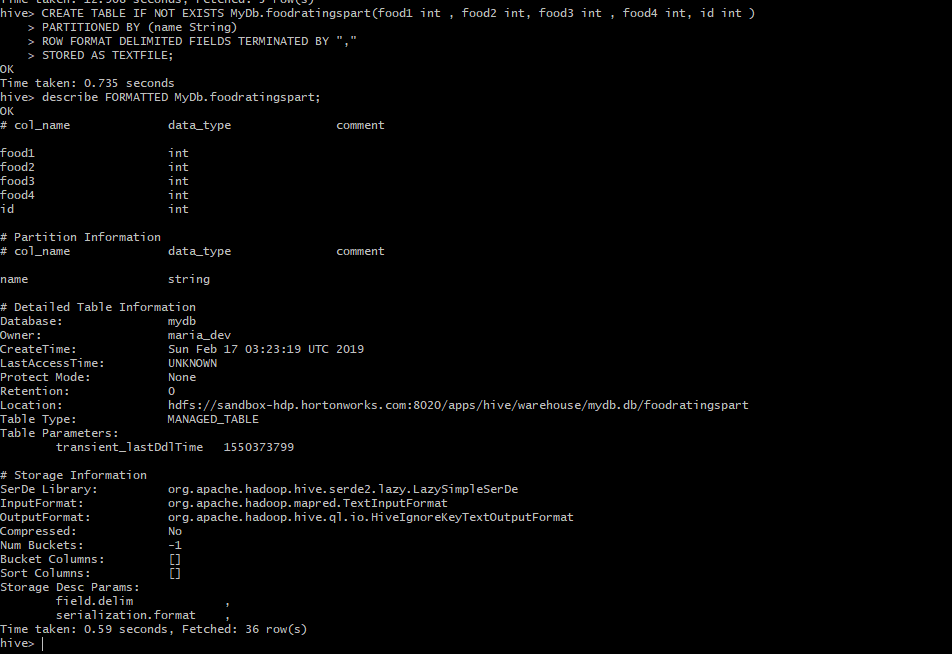 Time taken: 12.908 seconds, Fetched: 5 row(s)
hive> CREATE TABLE IF NOT EXISTS MyDb.foodratingspart(food1 int , food2 int, food3 int , food4 int, id int )
    > PARTITIONED BY (name String)
    > ROW FORMAT DELIMITED FIELDS TERMINATED BY ","
    > STORED AS TEXTFILE;
OK
Time taken: 0.735 seconds
hive> describe FORMATTED MyDb.foodratingspart;
OK
# col_name              data_type               comment
food1                   int
food2                   int
food3                   int
food4                   int
id                      int
# Partition Information
# col_name              data_type               comment
name                    string
# Detailed Table Information
Database:               mydb
Owner:                  maria_dev
CreateTime:             Sun Feb 17 03:23:19 UTC 2019
LastAccessTime:         UNKNOWN
Protect Mode:           None
Retention:              0
Location:               hdfs://sandbox-hdp.hortonworks.com:8020/apps/hive/warehouse/mydb.db/foodratingspart
Table Type:             MANAGED_TABLE
Table Parameters:
        transient_lastDdlTime   1550373799
# Storage Information
SerDe Library:          org.apache.hadoop.hive.serde2.lazy.LazySimpleSerDe
InputFormat:            org.apache.hadoop.mapred.TextInputFormat
OutputFormat:           org.apache.hadoop.hive.ql.io.HiveIgnoreKeyTextOutputFormat
Compressed:             No
Num Buckets:            -1
Bucket Columns:         []
Sort Columns:           []
Storage Desc Params:
        field.delim             ,
        serialization.format    ,
Time taken: 0.59 seconds, Fetched: 36 row(s)
hive>